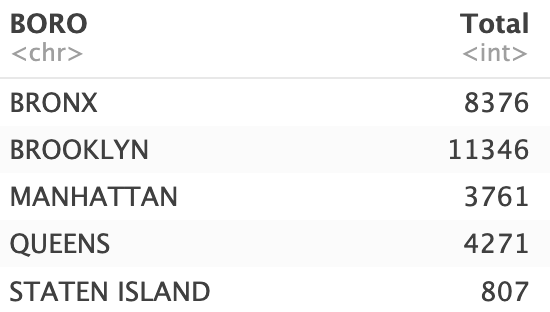 BORO Total
<chr> <int>
BRONX 8376
BROOKLYN 11346
MANHATTAN 3761
QUEENS 4271
STATEN ISLAND 807